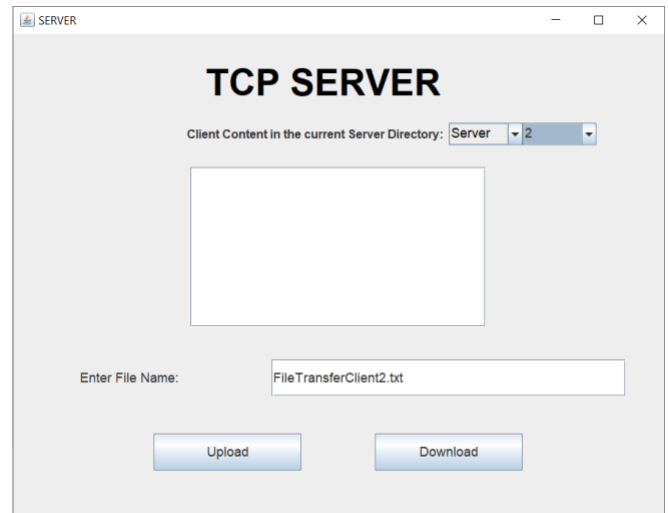 SERVER
TCP SERVER
Client Content in the current Server Directory: Server 2
Enter File Name: FileTransferClient2.txt
Upload Download